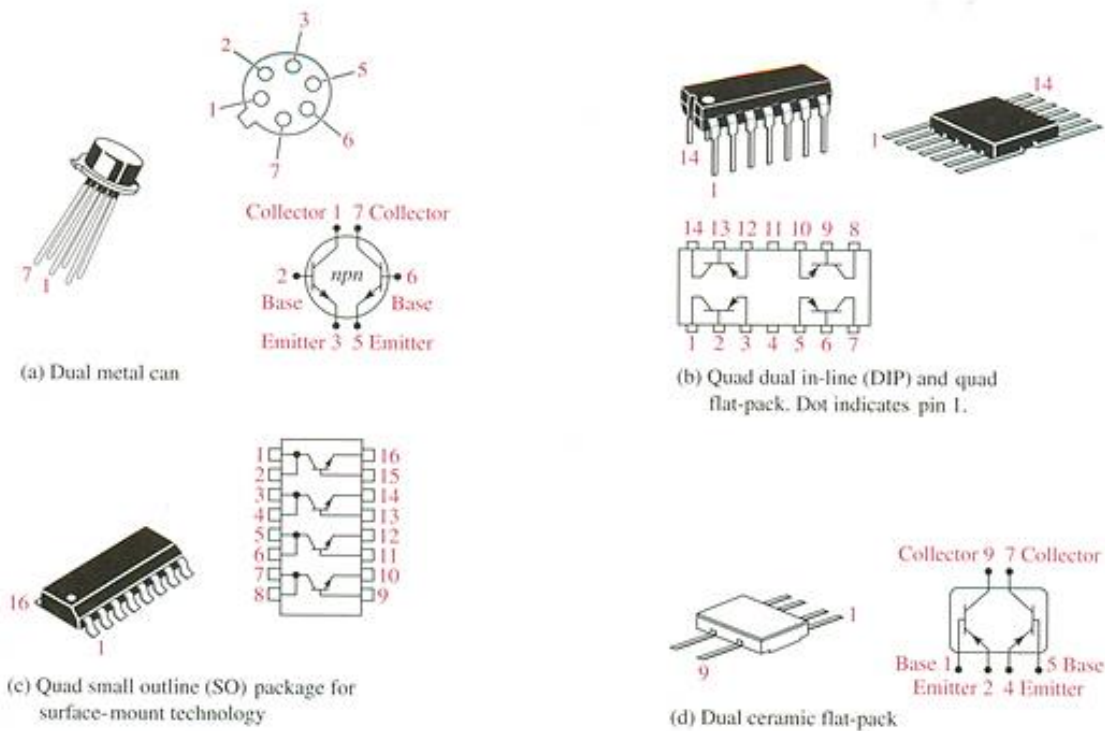 3
2
5
1
6
7
7
1
Collector 1 7 Collector
2
npn
6
Base
Base
Emitter 3 5 Emitter
(a) Dual metal can
14
1
14
1
14 13 12 11 10 9 8
1 2 3 4 5 6 7
(b) Quad dual in-line (DIP) and quad
flat-pack. Dot indicates pin 1.
16
1
1
16
2
15
3
14
4
13
5
12
6
11
7
10
8
9
(c) Quad small outline (SO) package for
surface-mount technology
1
9
Collector 9 7 Collector
Base 1
5 Base
Emitter 2 4 Emitter
(d) Dual ceramic flat-pack